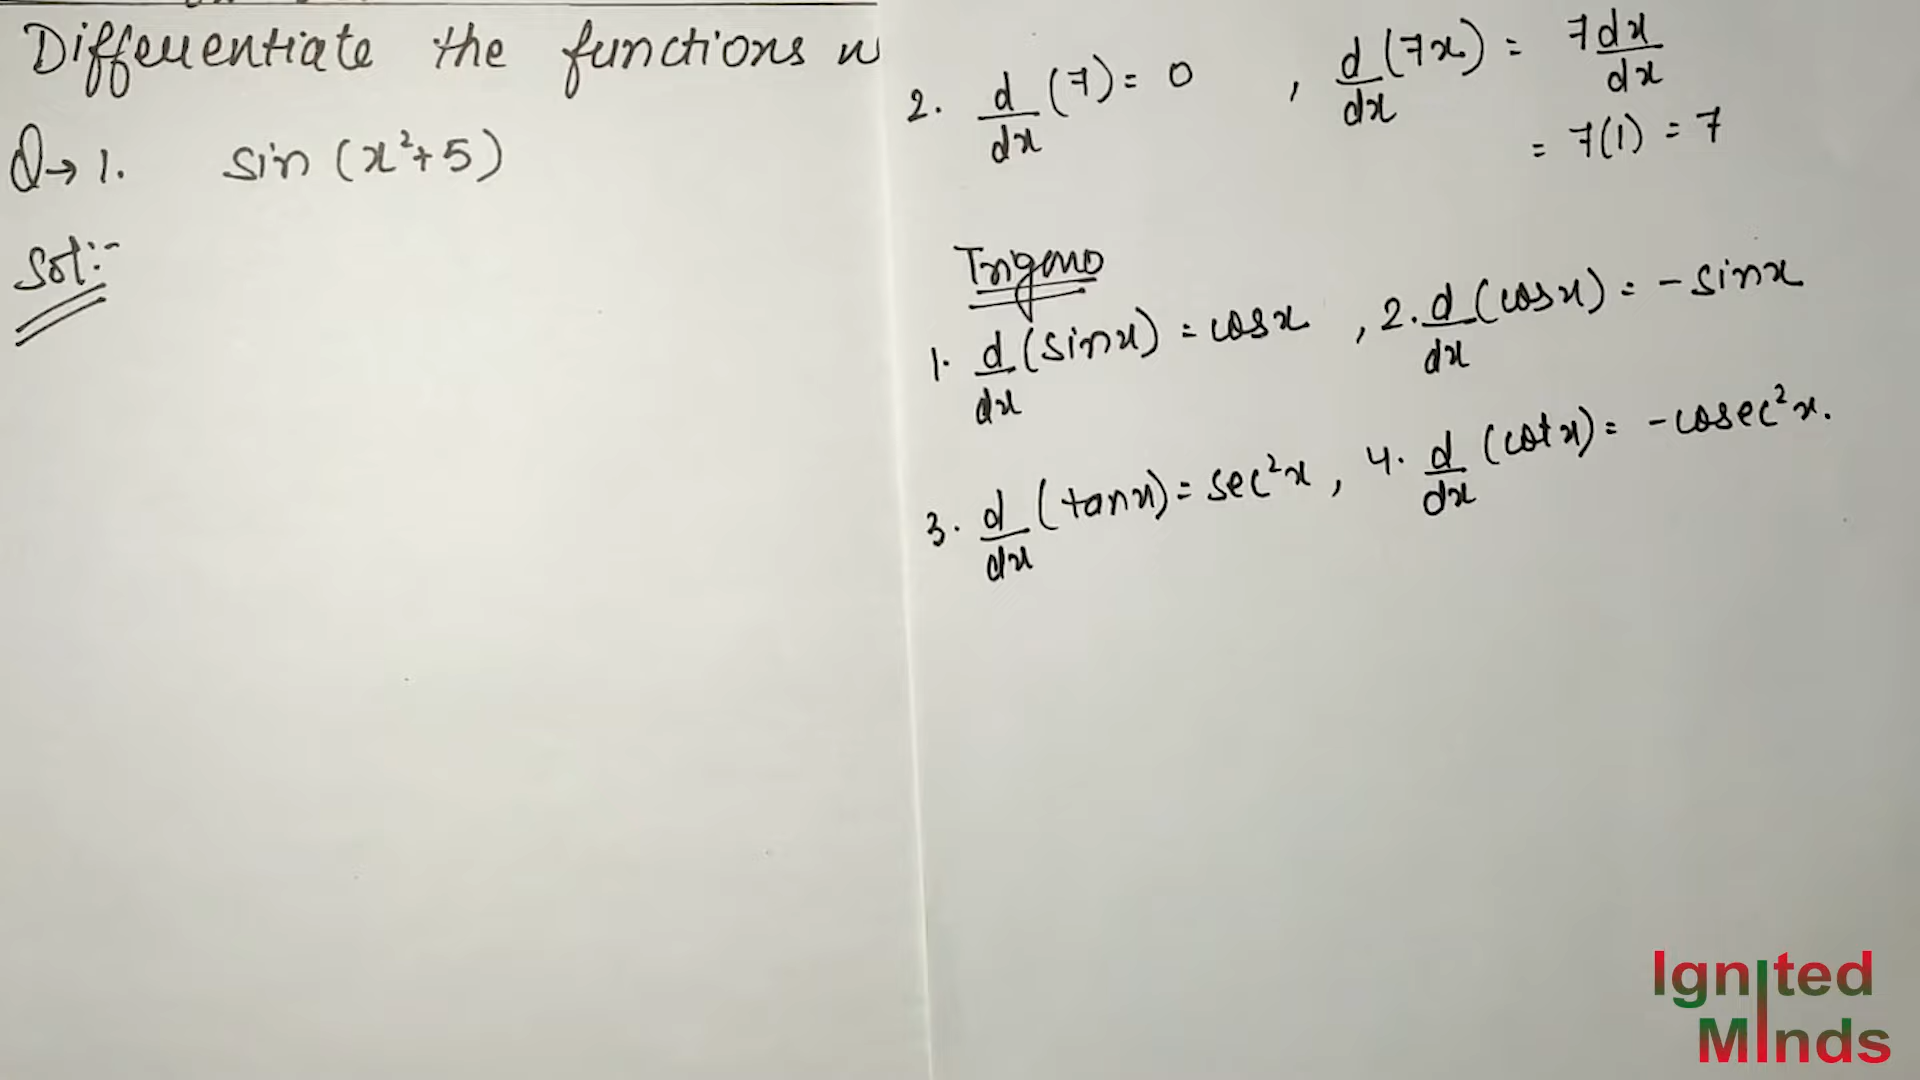 Differentiate the functions w
Q→ 1. sin (x²+5)
Sol:-
2. d/dx (7) = 0 , d/dx (7x) = 7 dx/dx
= 7(1) = 7
Trigono
1. d/dx (sinx) = cosx , 2. d/dx (cosx) = -sinx
3. d/dx (tanx) = sec²x , 4. d/dx (cotx) = -cosec²x.
Ignited
Minds